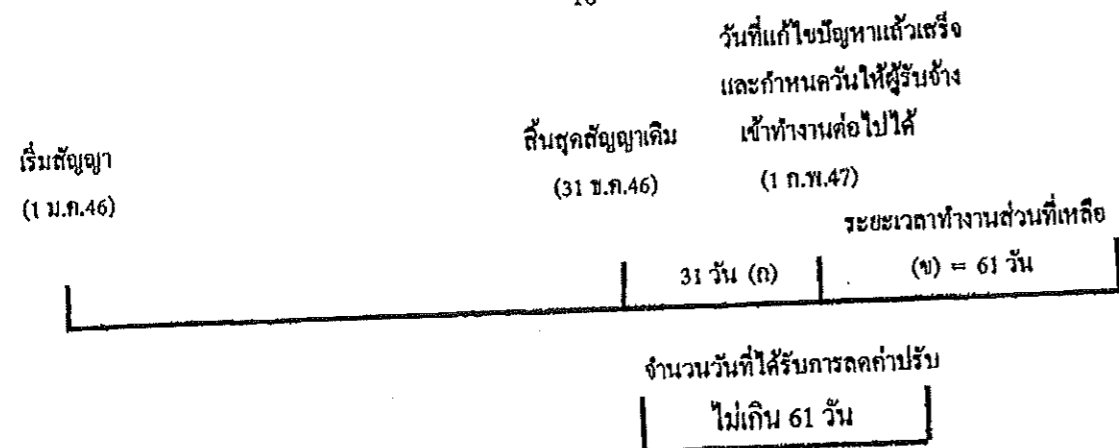 วันที่แก้ไขปัญหาแล้วเสร็จ
และกำหนดวันให้ผู้รับจ้าง
เข้าทำงานต่อไปได้
(1 ก.พ.47)
สิ้นสุดสัญญาเดิม
(31 ธ.ค.46)
เริ่มสัญญา
(1 ม.ค.46)
ระยะเวลาทำงานส่วนที่เหลือ
(ข) = 61 วัน
31 วัน (ก)
จำนวนวันที่ได้รับการลดค่าปรับ
ไม่เกิน 61 วัน